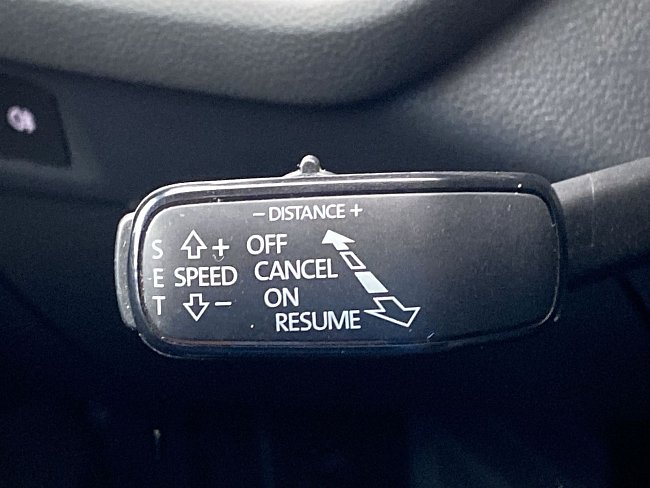 − DISTANCE +
S + OFF
E SPEED CANCEL
T − ON
RESUME